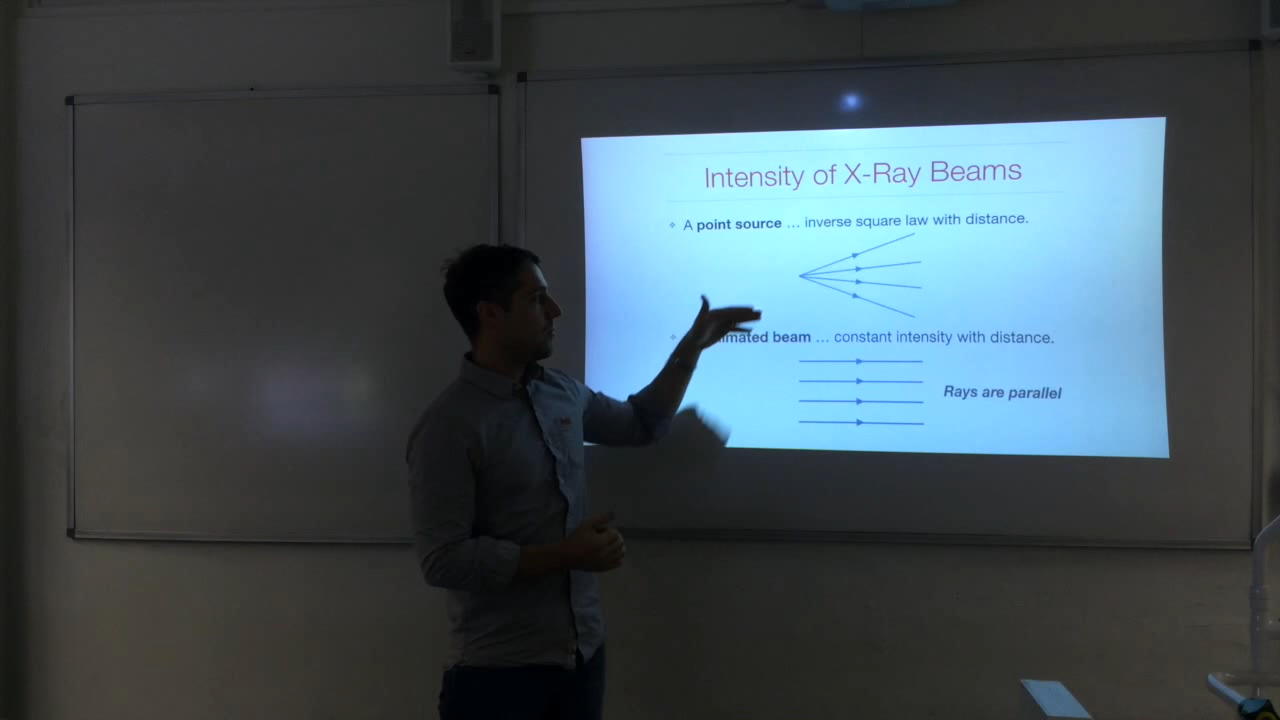 Intensity of X-Ray Beams
A point source … inverse square law with distance.
beam … constant intensity with distance.
Rays are parallel